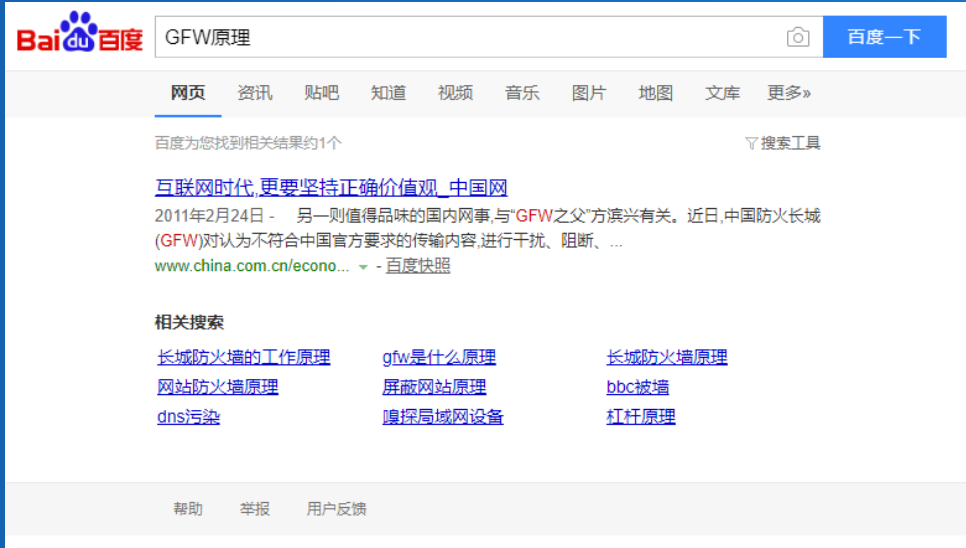 Bai du 百度 GFW原理 百度一下
网页 资讯 贴吧 知道 视频 音乐 图片 地图 文库 更多»
百度为您找到相关结果约1个 搜索工具
互联网时代,更要坚持正确价值观_中国网
2011年2月24日 - 另一则值得品味的国内网事,与“GFW之父”方滨兴有关。近日,中国防火长城
(GFW)对认为不符合中国官方要求的传输内容,进行干扰、阻断、...
www.china.com.cn/econo... - 百度快照
相关搜索
长城防火墙的工作原理 gfw是什么原理 长城防火墙原理
网站防火墙原理 屏蔽网站原理 bbc被墙
dns污染 嗅探局域网设备 杠杆原理
帮助 举报 用户反馈